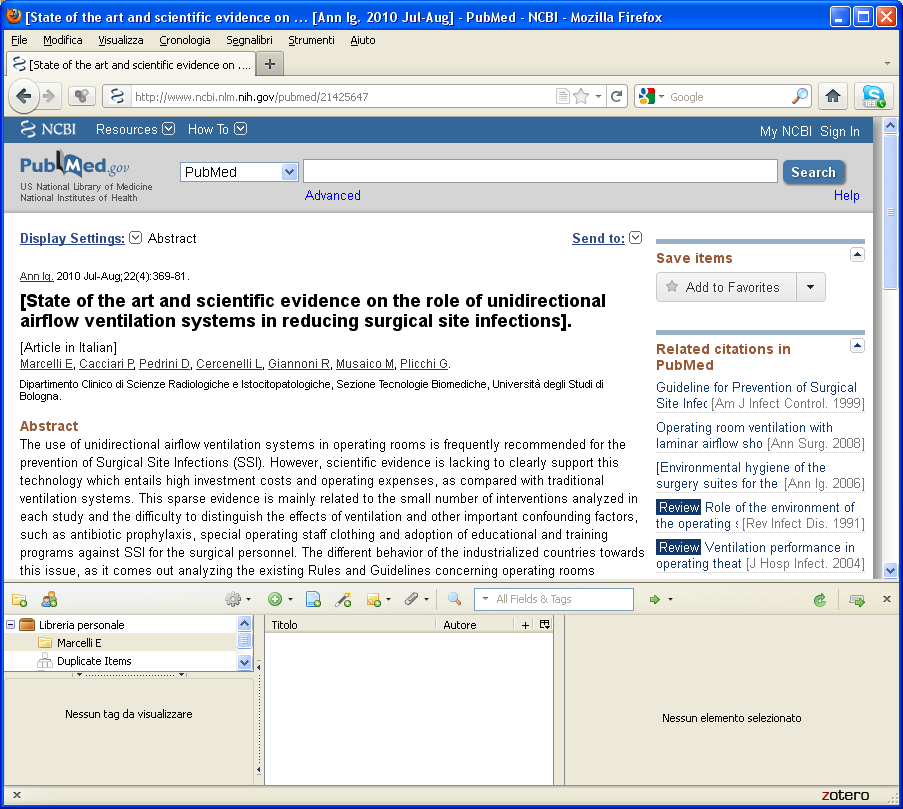 [State of the art and scientific evidence on ... [Ann Ig. 2010 Jul-Aug] - PubMed - NCBI - Mozilla Firefox
File Modifica Visualizza Cronologia Segnalibri Strumenti Aiuto
[State of the art and scientific evidence on ....
http://www.ncbi.nlm.nih.gov/pubmed/21425647
Google
NCBI Resources How To My NCBI Sign In
PubMed.gov
US National Library of Medicine
National Institutes of Health
PubMed
Search
Advanced
Help
Display Settings: Abstract
Send to:
Ann Ig. 2010 Jul-Aug;22(4):369-81.
[State of the art and scientific evidence on the role of unidirectional
airflow ventilation systems in reducing surgical site infections].
[Article in Italian]
Marcelli E, Cacciari P, Pedrini D, Cercenelli L, Giannoni R, Musaico M, Plicchi G.
Dipartimento Clinico di Scienze Radiologiche e Istocitopatologiche, Sezione Tecnologie Biomediche, Università degli Studi di
Bologna.
Abstract
The use of unidirectional airflow ventilation systems in operating rooms is frequently recommended for the
prevention of Surgical Site Infections (SSI). However, scientific evidence is lacking to clearly support this
technology which entails high investment costs and operating expenses, as compared with traditional
ventilation systems. This sparse evidence is mainly related to the small number of interventions analyzed in
each study and the difficulty to distinguish the effects of ventilation and other important confounding factors,
such as antibiotic prophylaxis, special operating staff clothing and adoption of educational and training
programs against SSI for the surgical personnel. The different behavior of the industrialized countries towards
this issue, as it comes out analyzing the existing Rules and Guidelines concerning operating rooms
Save items
Add to Favorites
Related citations in
PubMed
Guideline for Prevention of Surgical
Site Infec [Am J Infect Control. 1999]
Operating room ventilation with
laminar airflow sho [Ann Surg. 2008]
[Environmental hygiene of the
surgery suites for the [Ann Ig. 2006]
Review Role of the environment of
the operating s [Rev Infect Dis. 1991]
Review Ventilation performance in
operating theat [J Hosp Infect. 2004]
All Fields & Tags
Libreria personale
Marcelli E
Duplicate Items
Nessun tag da visualizzare
Titolo Autore
Nessun elemento selezionato
zotero